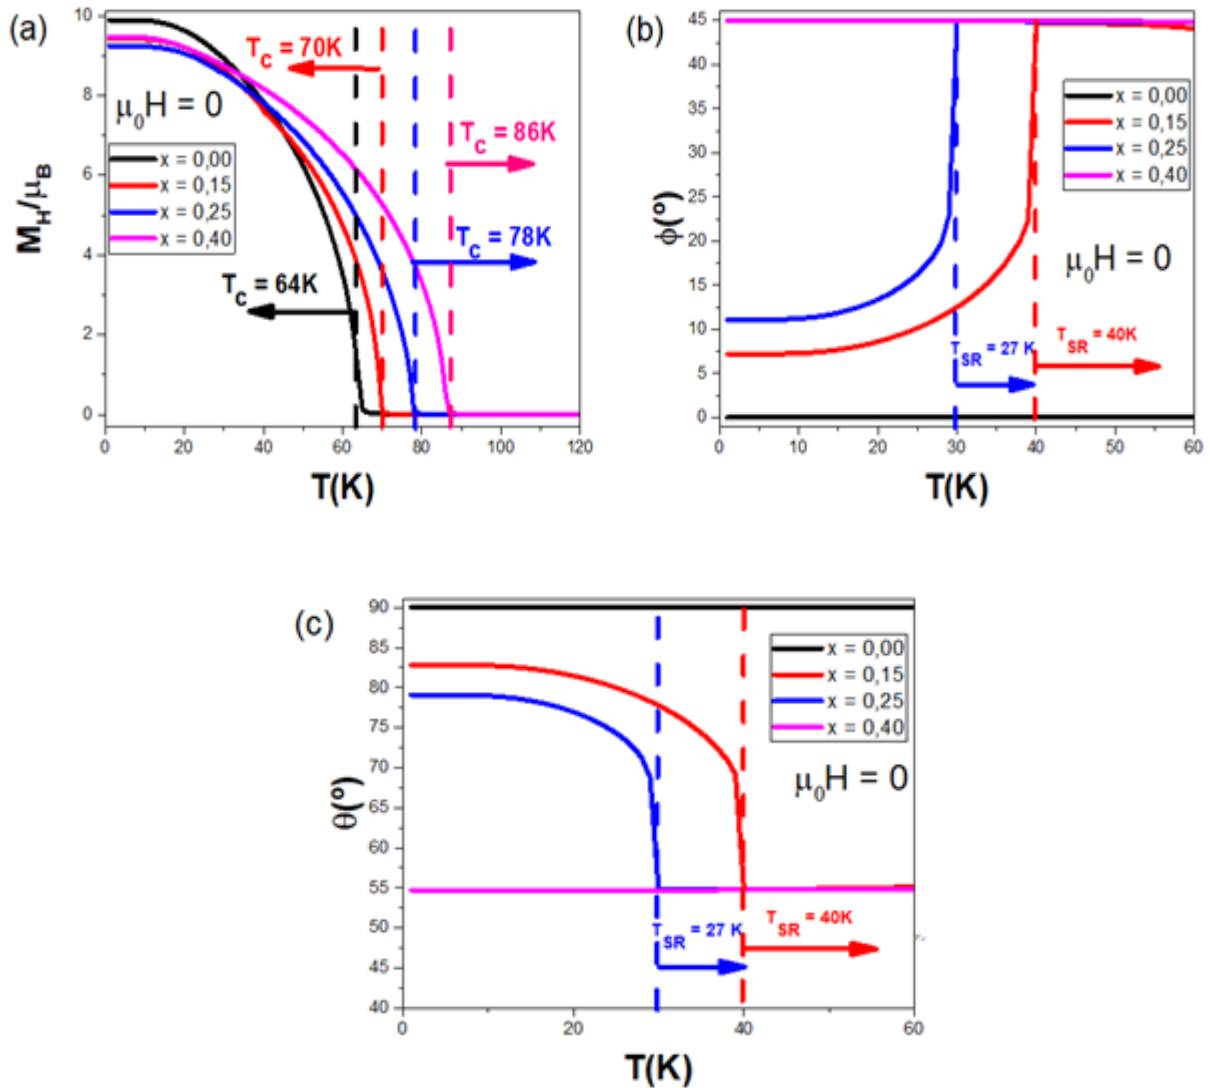 (a)
10
8
6
4
2
0
M_H/μ_B
μ₀H = 0
x = 0,00
x = 0,15
x = 0,25
x = 0,40
T_C = 70K
T_C = 86K
T_C = 78K
T_C = 64K
0 20 40 60 80 100 120
T(K)
(b)
45
40
35
30
25
20
15
10
5
0
ϕ(º)
x = 0,00
x = 0,15
x = 0,25
x = 0,40
μ₀H = 0
T_SR = 27 K
T_SR = 40K
0 10 20 30 40 50 60
T(K)
(c)
90
85
80
75
70
65
60
55
50
45
40
θ(º)
x = 0,00
x = 0,15
x = 0,25
x = 0,40
μ₀H = 0
T_SR = 27 K
T_SR = 40K
0 20 40 60
T(K)